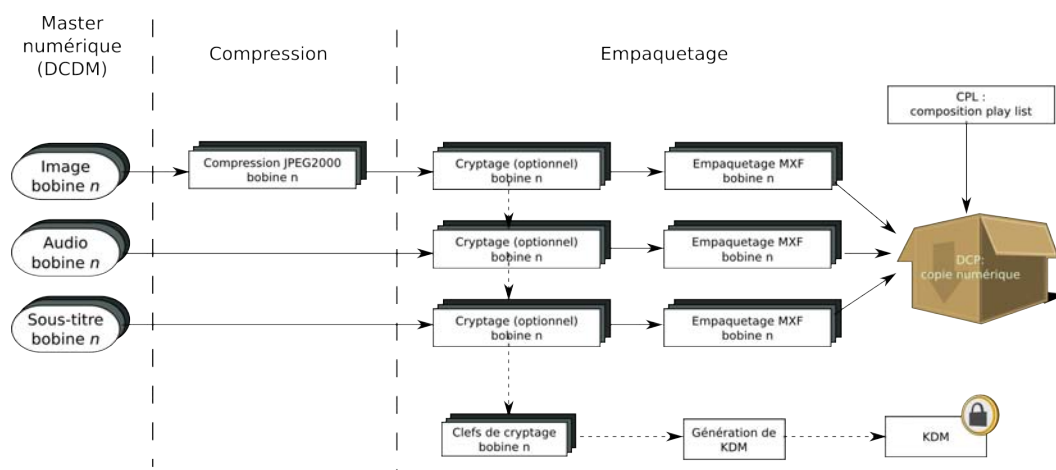 Master
numérique
(DCDM)
Compression
Empaquetage
CPL :
composition play list
Image
bobine n
Compression JPEG2000
bobine n
Cryptage (optionnel)
bobine n
Empaquetage MXF
bobine n
Audio
bobine n
Cryptage (optionnel)
bobine n
Empaquetage MXF
bobine n
DCP:
copie numérique
Sous-titre
bobine n
Cryptage (optionnel)
bobine n
Empaquetage MXF
bobine n
Clefs de cryptage
bobine n
Génération de
KDM
KDM